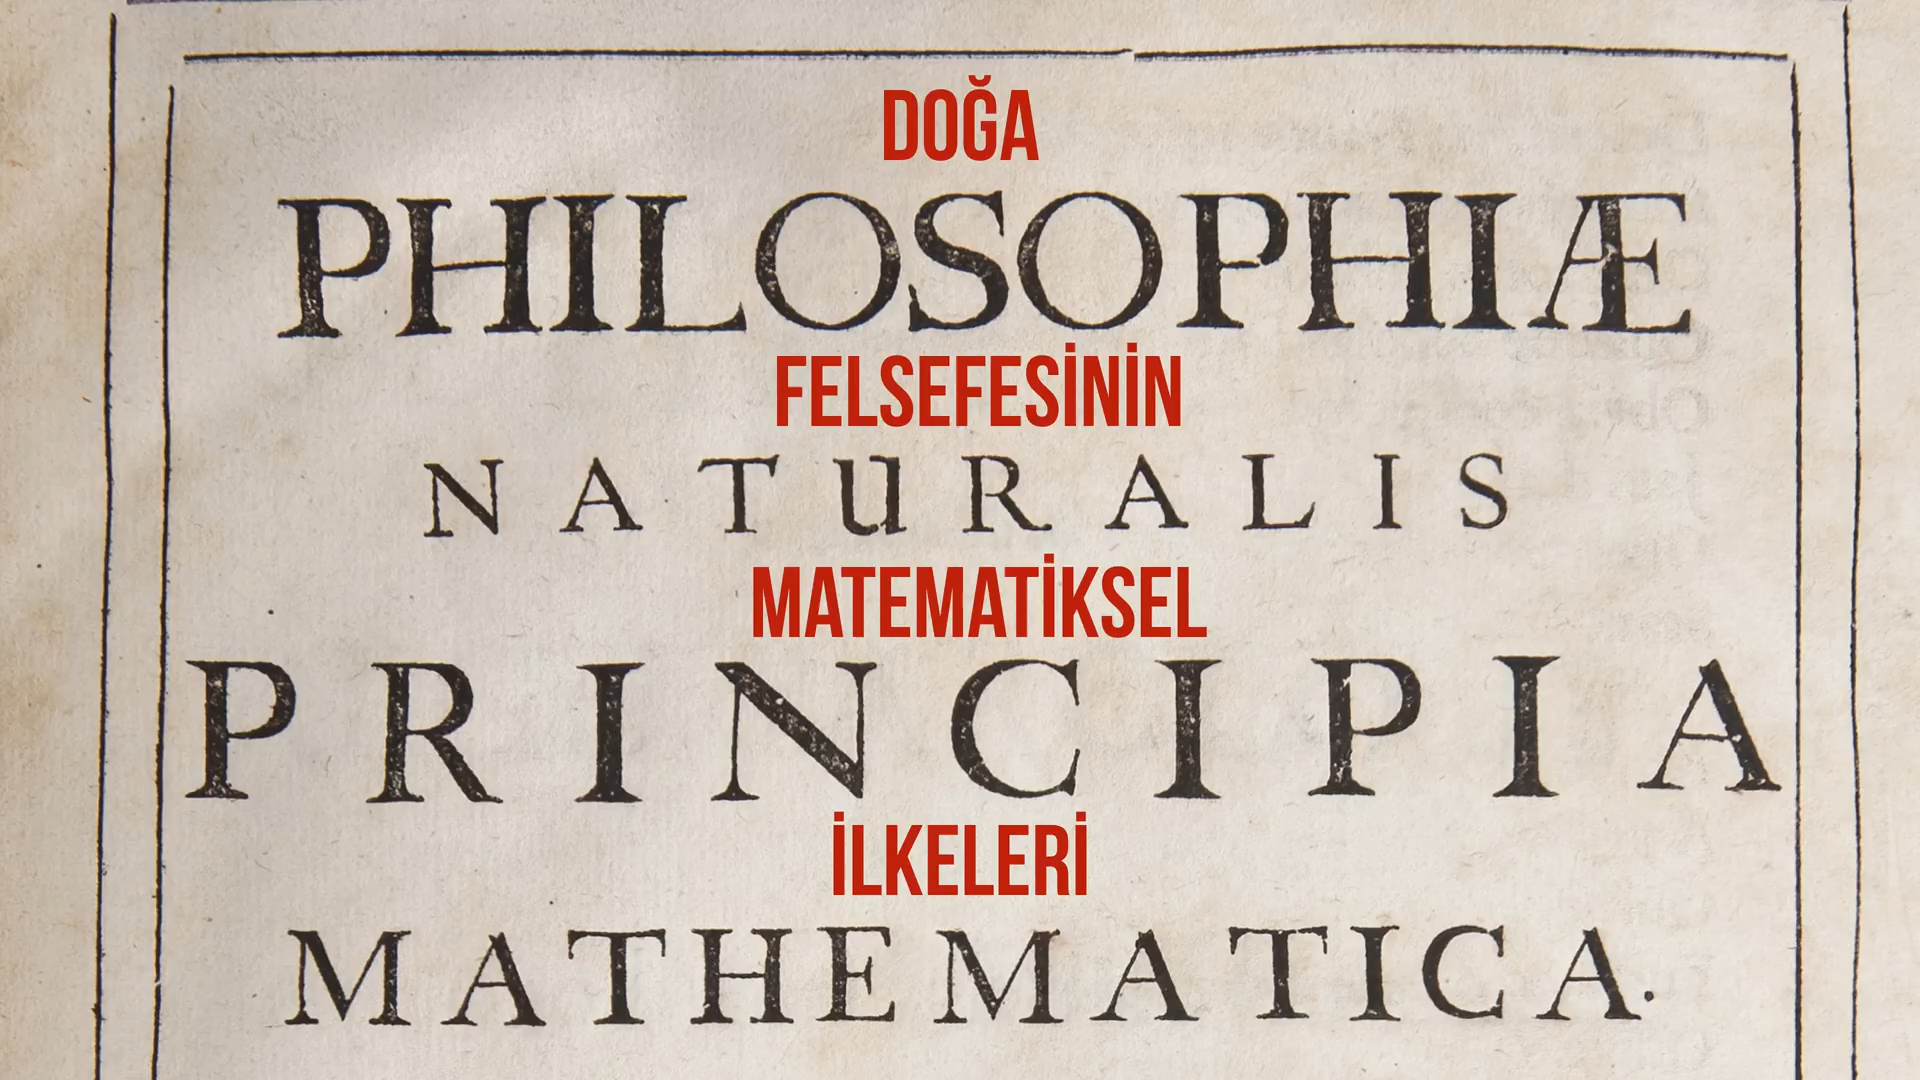 DOĞA
PHILOSOPHIÆ
FELSEFESİNİN
NATURALIS
MATEMATİKSEL
PRINCIPIA
İLKELERİ
MATHEMATICA.